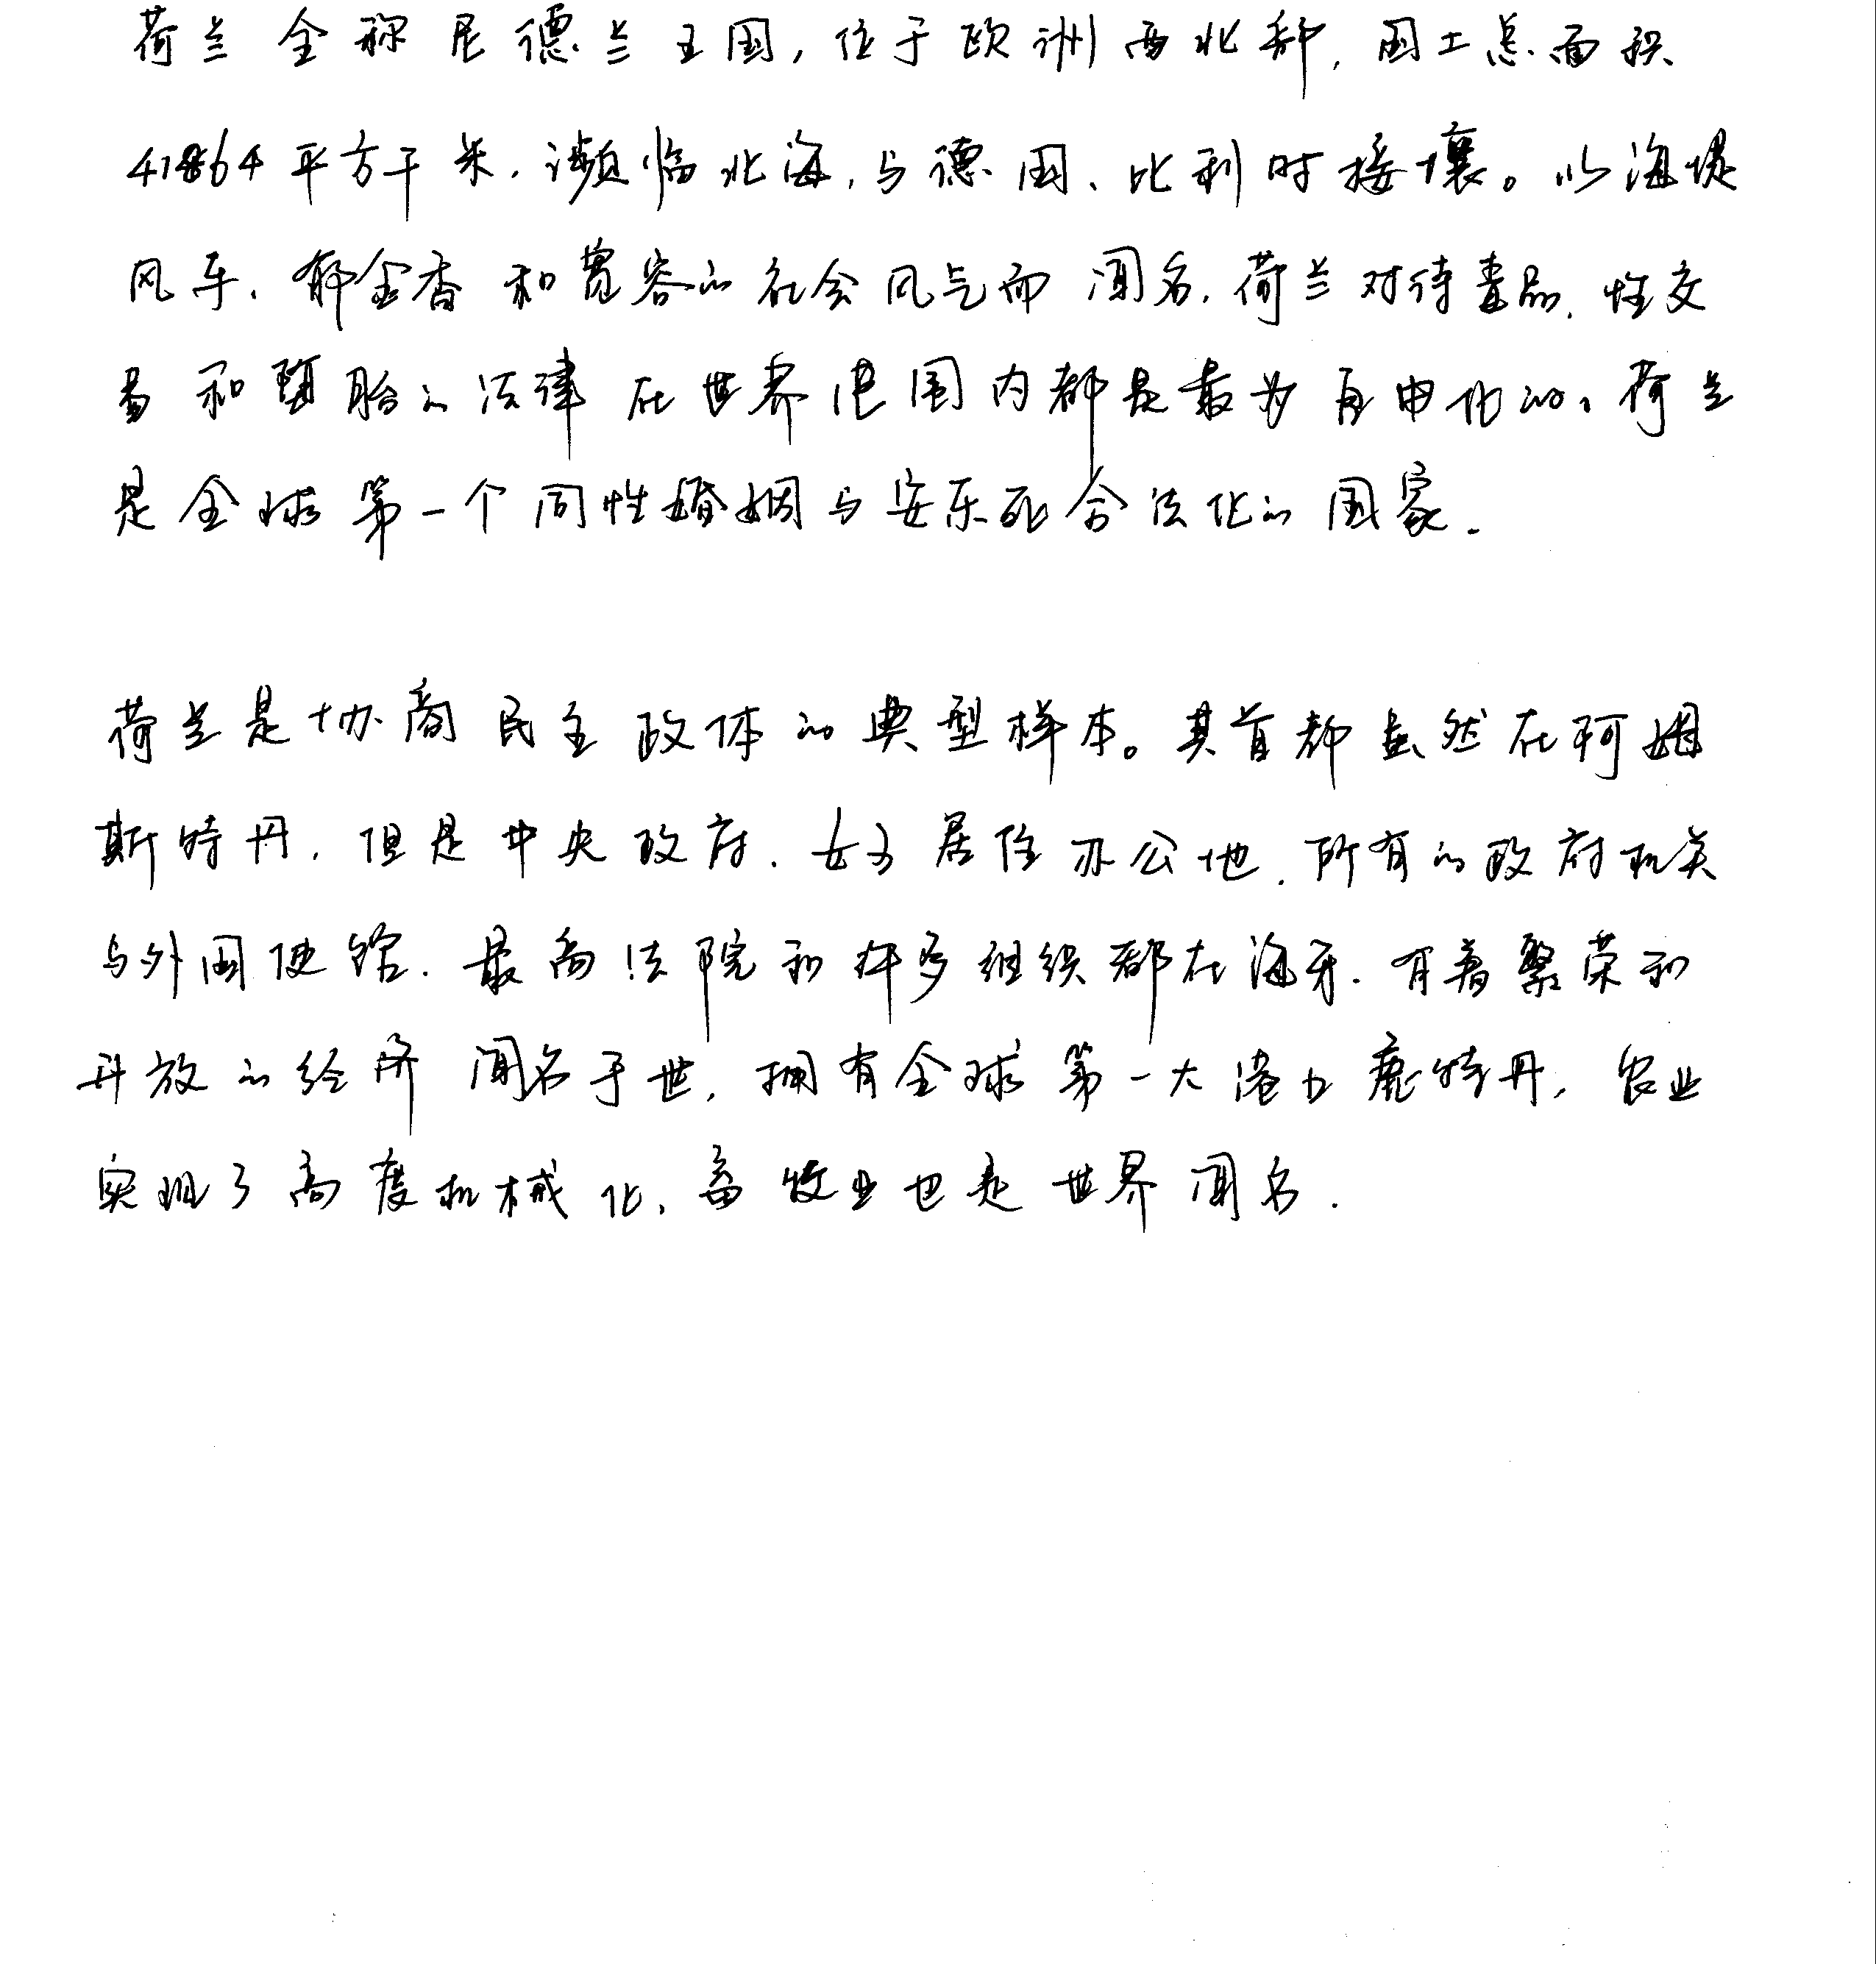 荷兰全称尼德兰王国,位于欧洲西北部,国土总面积
41864平方千米,濒临北海,与德国、比利时接壤。以海堤
风车、郁金香和宽容的社会风气而闻名,荷兰对待毒品、性交
易和堕胎的法律在世界范围内都是最为自由化的。荷兰
是全球第一个同性婚姻与安乐死合法化的国家.
荷兰是协商民主政体的典型样本。其首都虽然在阿姆
斯特丹,但是中央政府、女王居住办公地、所有的政府机关
与外国使馆、最高法院和许多组织都在海牙.有着繁荣和
开放的经济闻名于世,拥有全球第一大港口鹿特丹,农业
实现了高度机械化,畜牧业也是世界闻名.